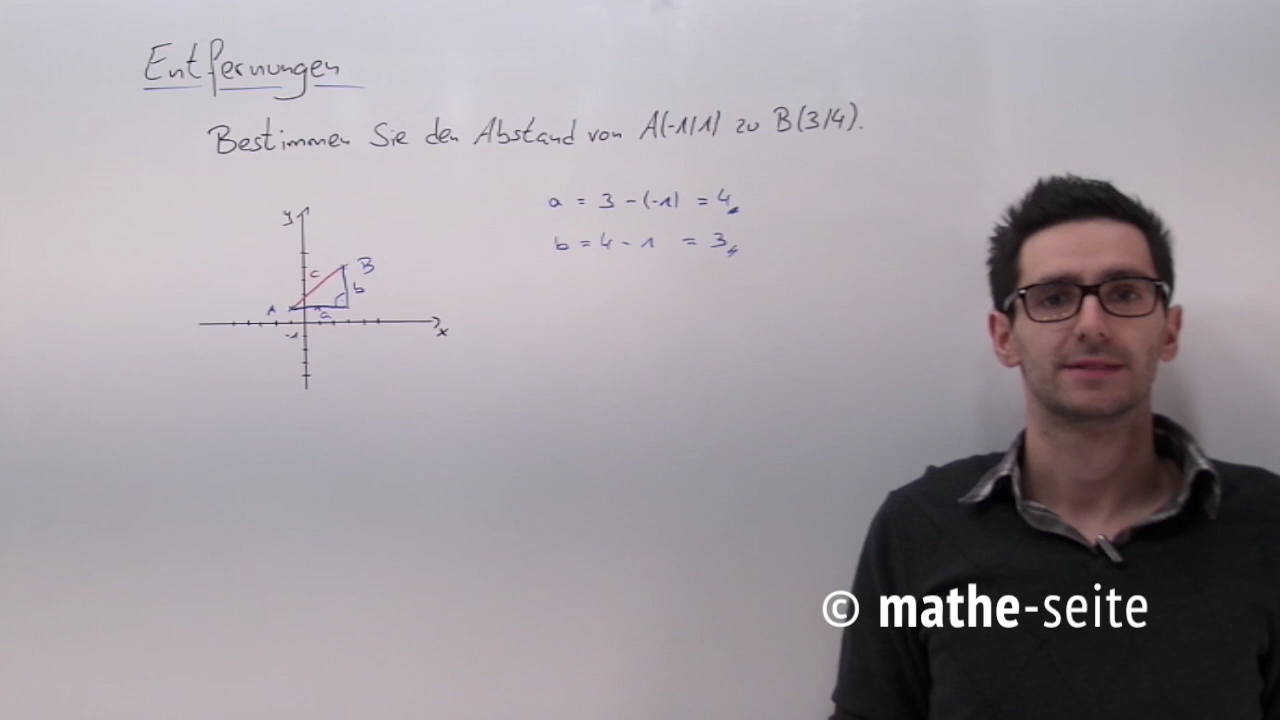 Entfernungen
Bestimmen Sie den Abstand von A(-1/1) zu B(3/4).
a = 3 - (-1) = 4
b = 4 - 1 = 3
y
B
c
b
A
a
-1
x
© mathe-seite